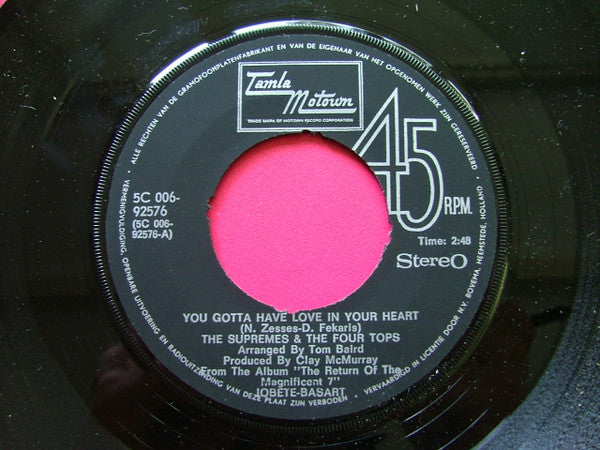 ALLE RECHTEN VAN DE GRAMOFOONPLATENFABRIKANT EN VAN DE EIGENAAR VAN HET OPGENOMEN WERK ZIJN GERESERVEERD.
Tamla
Motown
TRADE MARK OF MOTOWN RECORD CORPORATION
45
R.P.M.
5C 006-
92576
(5C 006-
92576-A)
Time: 2:48
Stereo
YOU GOTTA HAVE LOVE IN YOUR HEART
(N. Zesses-D. Fekaris)
THE SUPREMES & THE FOUR TOPS
Arranged By Tom Baird
Produced By Clay McMurray
From The Album "The Return Of The
Magnificent 7"
JOBETE-BASART
VERMENIGVULDIGING, OPENBARE UITVOERING EN RADIOUITZENDING VAN DEZE PLAAT ZIJN VERBODEN.
VERVAARDIGD IN LICENTIE DOOR N.V. BOVEMA, HEEMSTEDE, HOLLAND